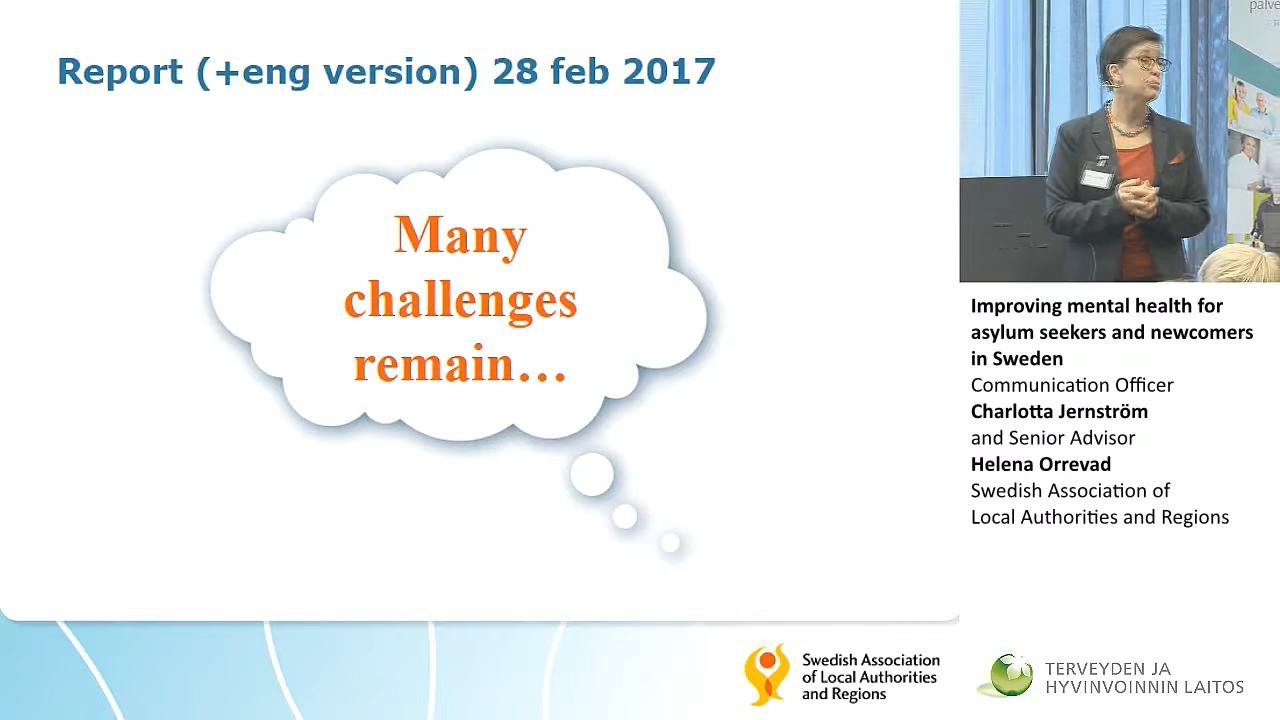 Report (+eng version) 28 feb 2017
Many
challenges
remain...
palve
Improving mental health for
asylum seekers and newcomers
in Sweden
Communication Officer
Charlotta Jernström
and Senior Advisor
Helena Orrevad
Swedish Association of
Local Authorities and Regions
Swedish Association
of Local Authorities
and Regions
TERVEYDEN JA
HYVINVOINNIN LAITOS